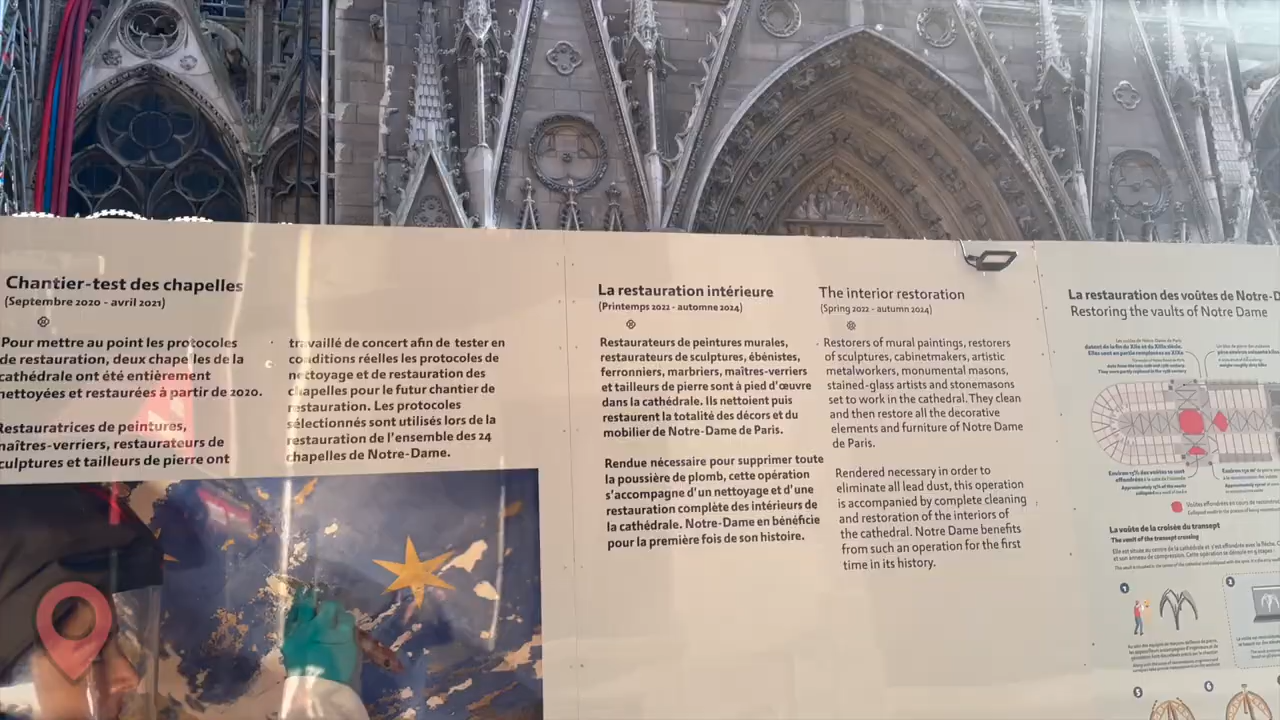 Chantier-test des chapelles
(Septembre 2020 - avril 2021)
Pour mettre au point les protocoles
de restauration, deux chapelles de la
cathédrale ont été entièrement
nettoyées et restaurées à partir de 2020.
Restauratrices de peintures,
maîtres-verriers, restaurateurs de
sculptures et tailleurs de pierre ont
travaillé de concert afin de tester en
conditions réelles les protocoles de
nettoyage et de restauration des
chapelles pour le futur chantier de
restauration. Les protocoles
sélectionnés sont utilisés lors de la
restauration de l'ensemble des 24
chapelles de Notre-Dame.
La restauration intérieure
(Printemps 2022 - automne 2024)
Restaurateurs de peintures murales,
restaurateurs de sculptures, ébénistes,
ferronniers, marbriers, maîtres-verriers
et tailleurs de pierre sont à pied d'œuvre
dans la cathédrale. Ils nettoient puis
restaurent la totalité des décors et du
mobilier de Notre-Dame de Paris.
Rendue nécessaire pour supprimer toute
la poussière de plomb, cette opération
s'accompagne d'un nettoyage et d'une
restauration complète des intérieurs de
la cathédrale. Notre-Dame en bénéficie
pour la première fois de son histoire.
The interior restoration
(Spring 2022 - autumn 2024)
Restorers of mural paintings, restorers
of sculptures, cabinetmakers, artistic
metalworkers, monumental masons,
stained-glass artists and stonemasons
set to work in the cathedral. They clean
and then restore all the decorative
elements and furniture of Notre Dame
de Paris.
Rendered necessary in order to
eliminate all lead dust, this operation
is accompanied by complete cleaning
and restoration of the interiors of
the cathedral. Notre Dame benefits
from such an operation for the first
time in its history.
La restauration des voûtes de Notre-D
Restoring the vaults of Notre Dame
La voûte de la croisée du transept
The vault of the transept crossing
1
2
5
6